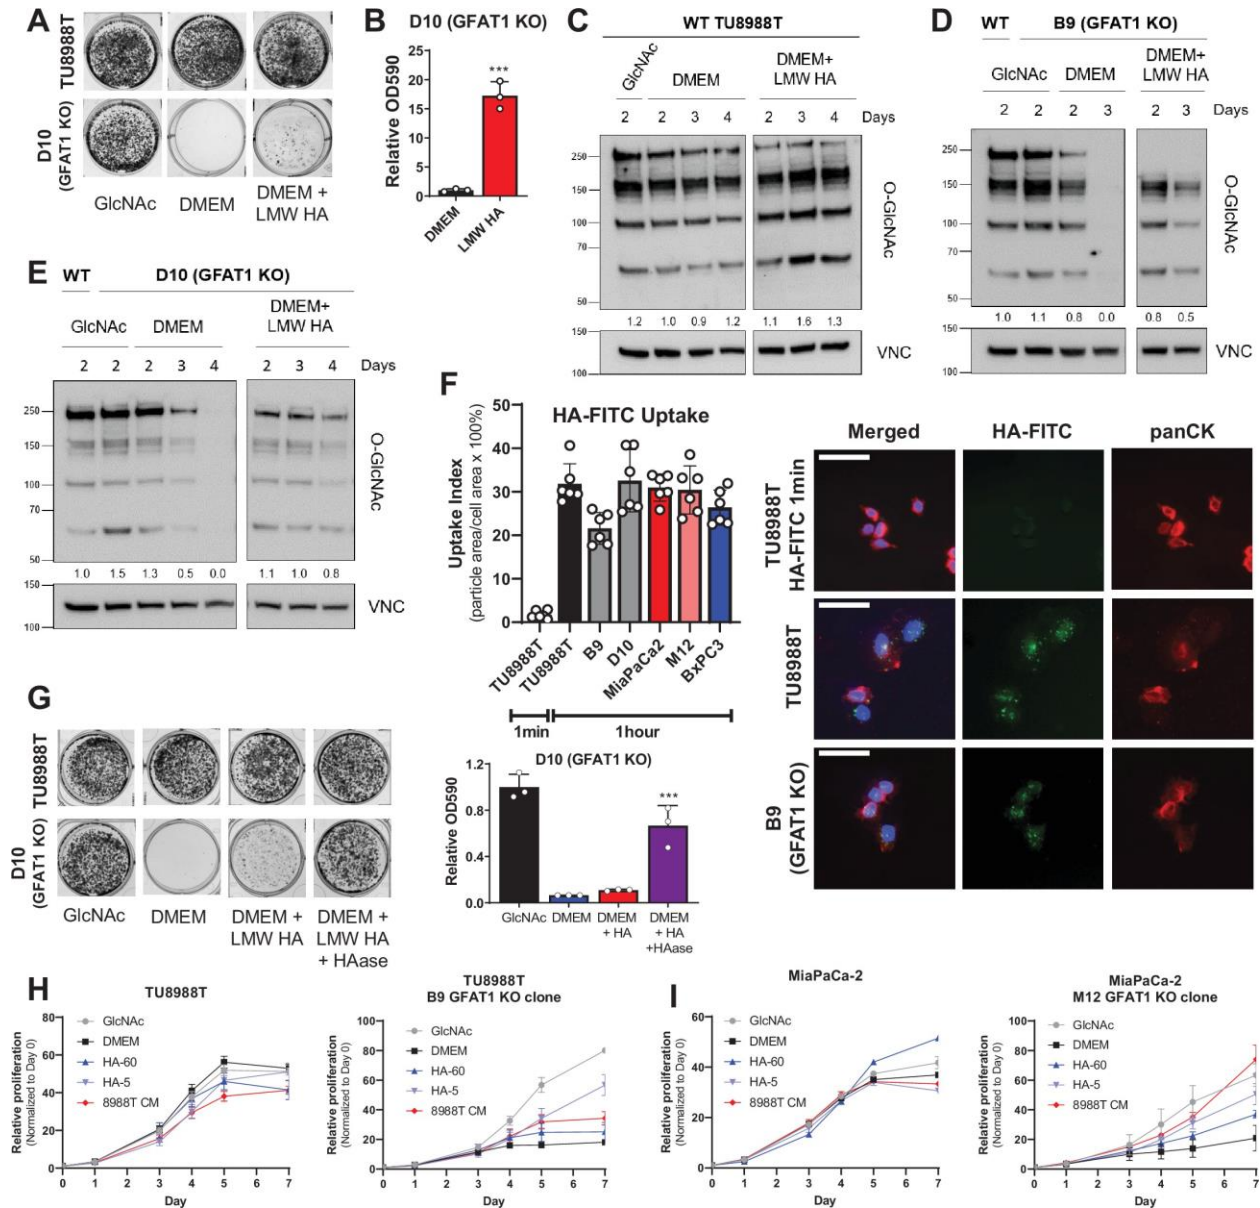 A
TU8988T
D10
(GFAT1 KO)
GlcNAc
DMEM
DMEM +
LMW HA
B
D10 (GFAT1 KO)
Relative OD590
25
20
15
10
5
0
***
DMEM
LMW HA
C
WT TU8988T
GlcNAc
DMEM
DMEM+
LMW HA
2 2 3 4 2 3 4 Days
250
150
100
70
50
O-GlcNAc
1.2 1.0 0.9 1.2 1.1 1.6 1.3
150
100
VNC
D
WT
B9 (GFAT1 KO)
GlcNAc
DMEM
DMEM+
LMW HA
2 2 2 3 2 3 Days
250
150
100
70
50
O-GlcNAc
1.0 1.1 0.8 0.0 0.8 0.5
150
100
VNC
E
WT
D10 (GFAT1 KO)
GlcNAc
DMEM
DMEM+
LMW HA
2 2 2 3 4 2 3 4 Days
250
150
100
70
50
O-GlcNAc
1.0 1.5 1.3 0.5 0.0 1.1 1.0 0.8
150
100
VNC
F
HA-FITC Uptake
Uptake Index
(particle area/cell area x 100%)
50
40
30
20
10
0
TU8988T
TU8988T
B9
D10
MiaPaCa2
M12
BxPC3
1min
1hour
Merged
HA-FITC
panCK
TU8988T
HA-FITC 1min
TU8988T
B9
(GFAT1 KO)
G
TU8988T
D10
(GFAT1 KO)
GlcNAc
DMEM
DMEM +
LMW HA
DMEM +
LMW HA
+ HAase
D10 (GFAT1 KO)
Relative OD590
1.2
0.8
0.4
0.0
***
GlcNAc
DMEM
DMEM
+ HA
DMEM
+ HA
+HAase
H
TU8988T
Relative proliferation
(Normalized to Day 0)
80
60
40
20
0
GlcNAc
DMEM
HA-60
HA-5
8988T CM
0 1 2 3 4 5 6 7
Day
TU8988T
B9 GFAT1 KO clone
Relative proliferation
(Normalized to Day 0)
100
80
60
40
20
0
GlcNAc
DMEM
HA-60
HA-5
8988T CM
0 1 2 3 4 5 6 7
Day
I
MiaPaCa-2
Relative proliferation
(Normalized to Day 0)
60
40
20
0
GlcNAc
DMEM
HA-60
HA-5
8988T CM
0 1 2 3 4 5 6 7
Day
MiaPaCa-2
M12 GFAT1 KO clone
Relative proliferation
(Normalized to Day 0)
100
80
60
40
20
0
GlcNAc
DMEM
HA-60
HA-5
8988T CM
0 1 2 3 4 5 6 7
Day